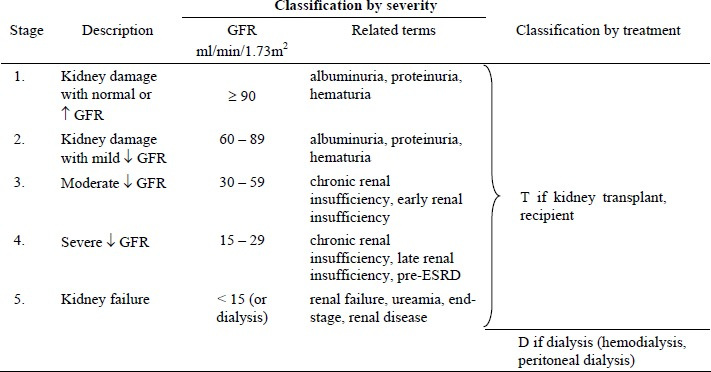 Classification by severity
Stage Description GFR Related terms Classification by treatment
ml/min/1.73m²
1. Kidney damage albuminuria, proteinuria,
with normal or ≥ 90 hematuria
↑ GFR
2. Kidney damage 60 – 89 albuminuria, proteinuria,
with mild ↓ GFR hematuria
3. Moderate ↓ GFR 30 – 59 chronic renal
insufficiency, early renal
insufficiency
T if kidney transplant,
recipient
4. Severe ↓ GFR 15 – 29 chronic renal
insufficiency, late renal
insufficiency, pre-ESRD
5. Kidney failure < 15 (or renal failure, ureamia, end-
dialysis) stage, renal disease
D if dialysis (hemodialysis,
peritoneal dialysis)